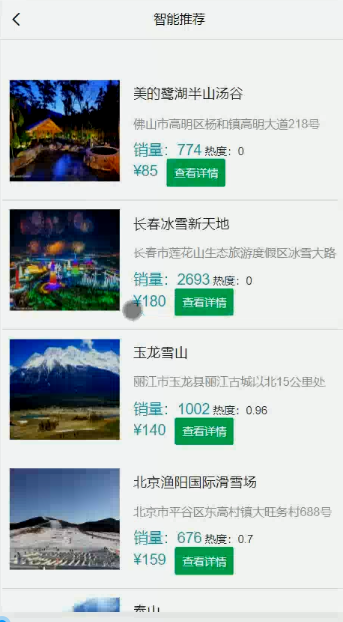 智能推荐
美的鹭湖半山汤谷
佛山市高明区杨和镇高明大道218号
销量：774 热度：0
¥85 查看详情
长春冰雪新天地
长春市莲花山生态旅游度假区冰雪大路
销量：2693 热度：0
¥180 查看详情
玉龙雪山
丽江市玉龙县丽江古城以北15公里处
销量：1002 热度：0.96
¥140 查看详情
北京渔阳国际滑雪场
北京市平谷区东高村镇大旺务村688号
销量：676 热度：0.7
¥159 查看详情
泰山